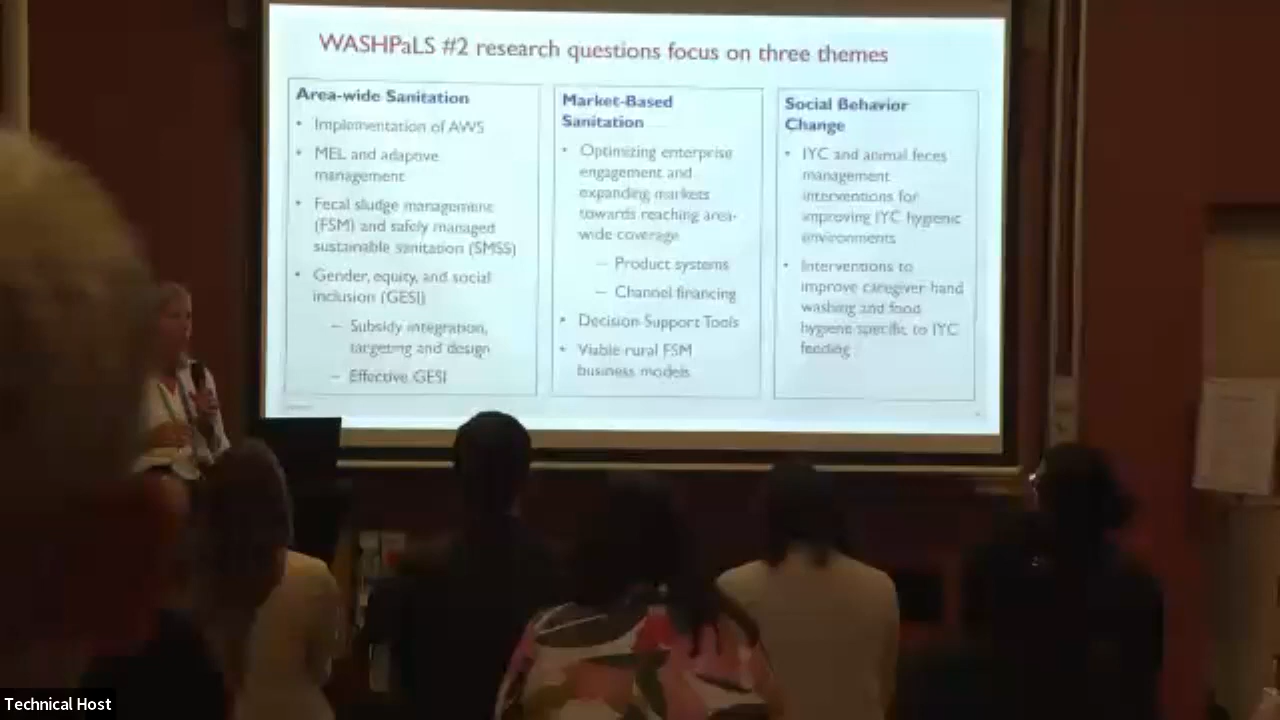 WASHPaLS #2 research questions focus on three themes
Area-wide Sanitation
• Implementation of AWS
• MEL and adaptive
management
• Fecal sludge management
(FSM) and safely managed
sustainable sanitation (SMSS)
• Gender, equity, and social
inclusion (GESI)
– Subsidy integration,
targeting and design
– Effective GESI
Market-Based
Sanitation
• Optimizing enterprise
engagement and
expanding markets
towards reaching area-
wide coverage
– Product systems
– Channel financing
• Decision Support Tools
• Viable rural FSM
business models
Social Behavior
Change
• IYC and animal feces
management
interventions for
improving IYC hygienic
environments
• Interventions to
improve caregiver hand
washing and food
hygiene specific to IYC
feeding
Technical Host